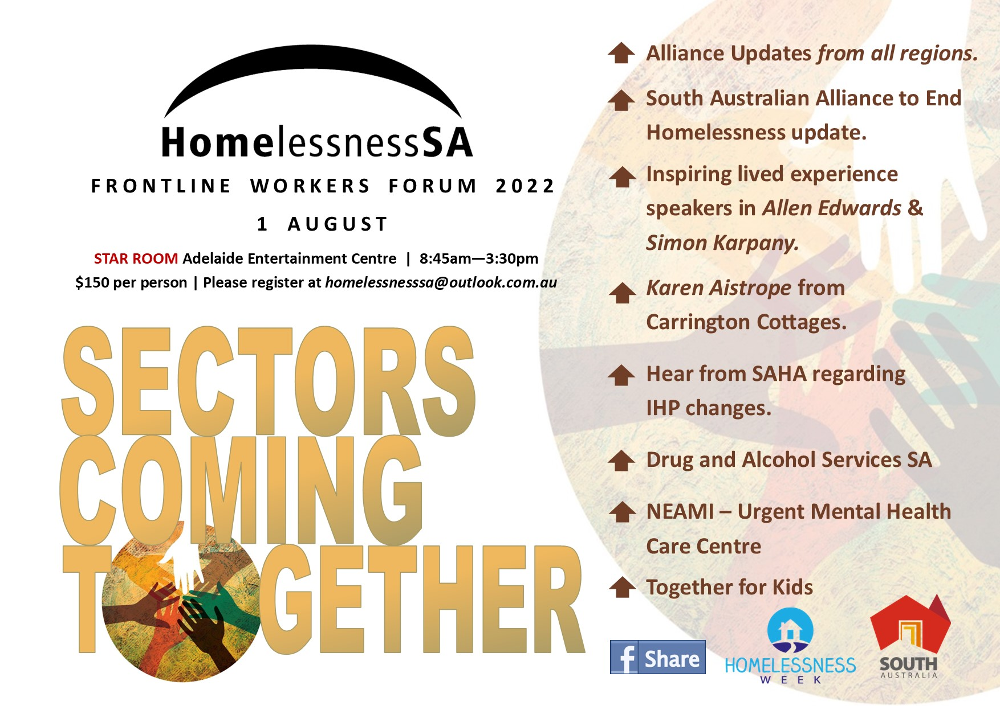 HomelessnessSA
FRONTLINE WORKERS FORUM 2022
1 AUGUST
STAR ROOM Adelaide Entertainment Centre | 8:45am—3:30pm
$150 per person | Please register at homelessnesssa@outlook.com.au
SECTORS
COMING
TOGETHER
Alliance Updates from all regions.
South Australian Alliance to End
Homelessness update.
Inspiring lived experience
speakers in Allen Edwards &
Simon Karpany.
Karen Aistrope from
Carrington Cottages.
Hear from SAHA regarding
IHP changes.
Drug and Alcohol Services SA
NEAMI – Urgent Mental Health
Care Centre
Together for Kids
f Share
HOMELESSNESS
WEEK
SOUTH
AUSTRALIA